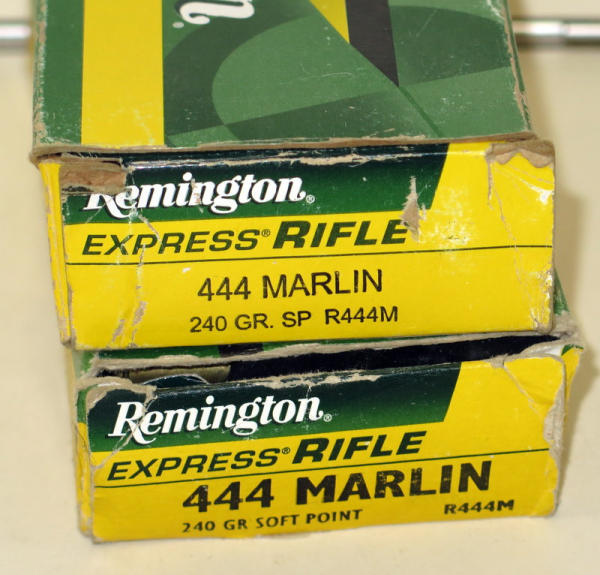 Remington®
EXPRESS® RIFLE
444 MARLIN
240 GR. SP R444M
Remington®
EXPRESS® RIFLE
444 MARLIN
240 GR SOFT POINT R444M